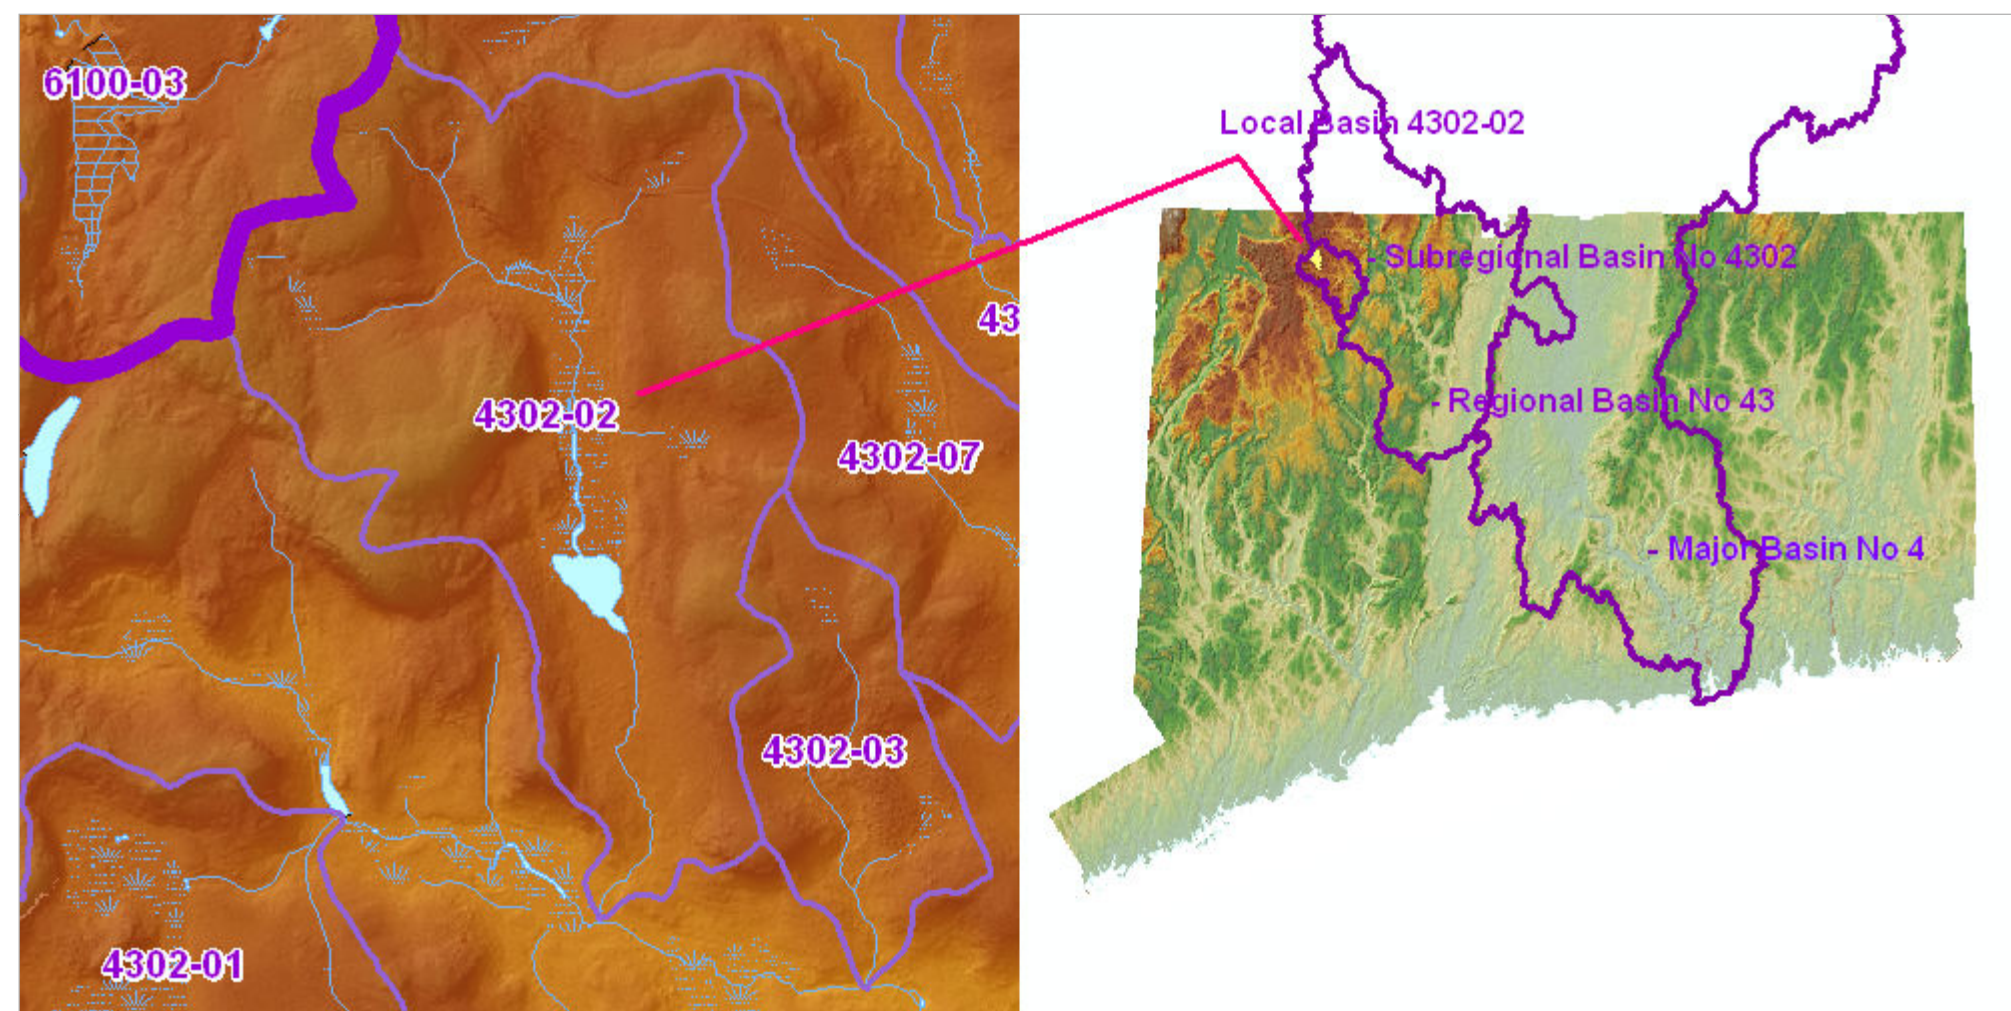 6100-03
43
4302-02
4302-07
4302-03
4302-01
Local Basin 4302-02
- Subregional Basin No 4302
- Regional Basin No 43
- Major Basin No 4